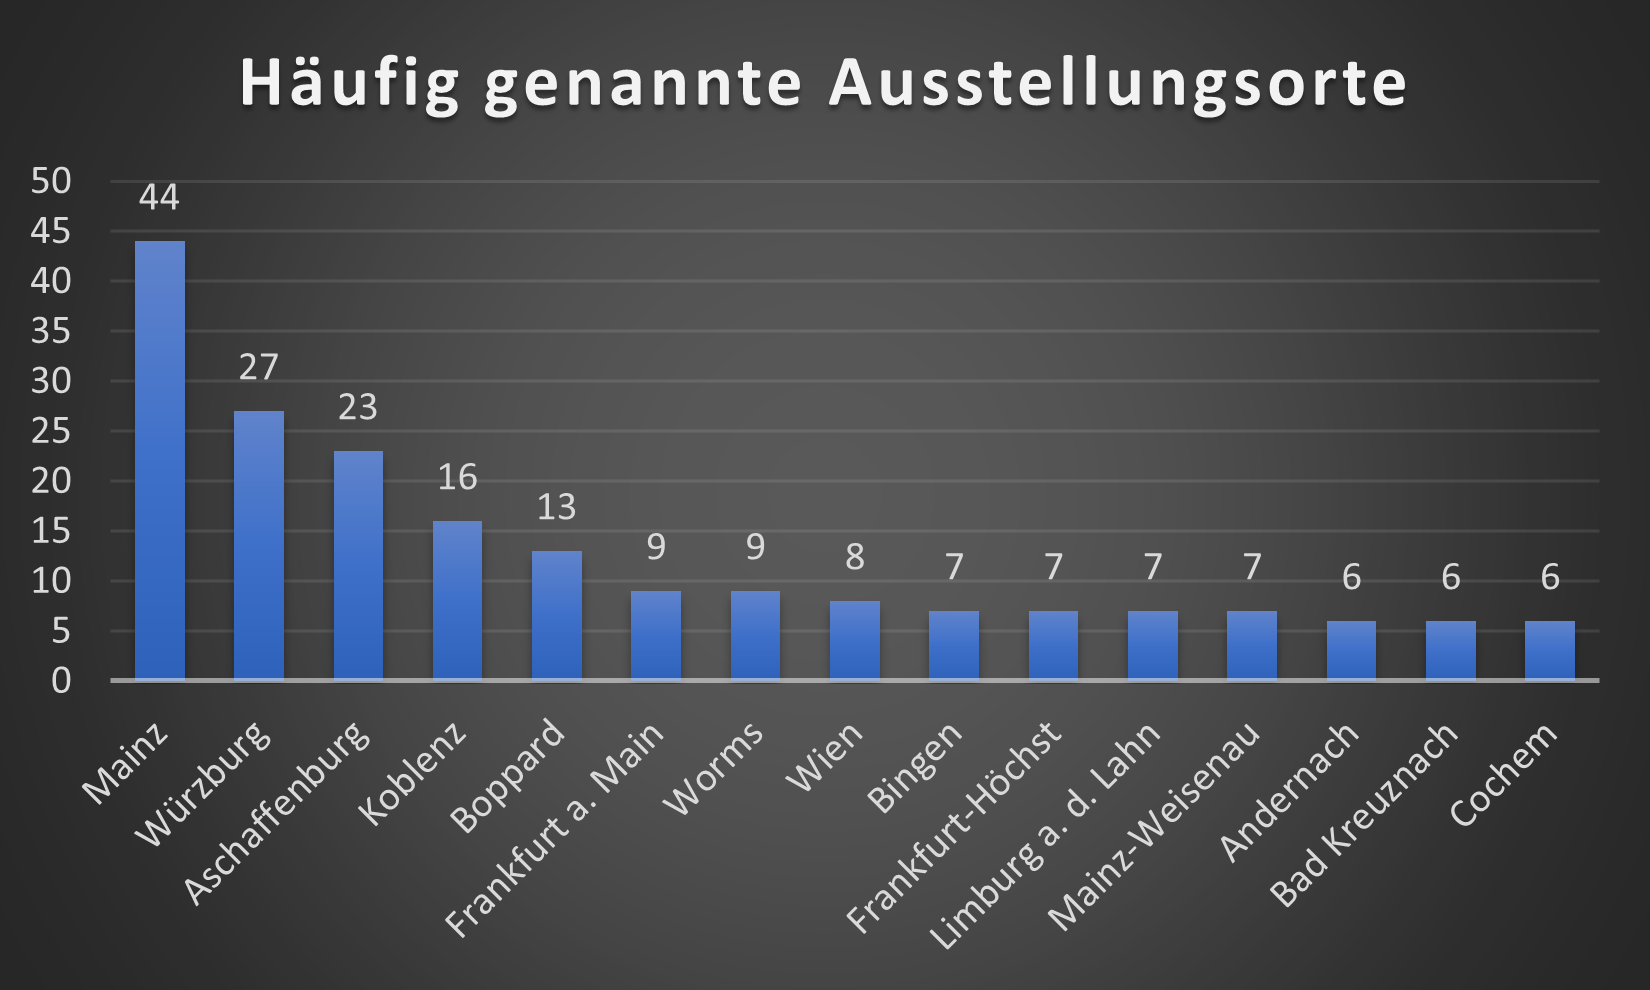 Häufig genannte Ausstellungsorte
50
45
40
35
30
25
20
15
10
5
0
44
27
23
16
13
9
9
8
7
7
7
7
6
6
6
Mainz
Würzburg
Aschaffenburg
Koblenz
Boppard
Frankfurt a. Main
Worms
Wien
Bingen
Frankfurt-Höchst
Limburg a. d. Lahn
Mainz-Weisenau
Andernach
Bad Kreuznach
Cochem